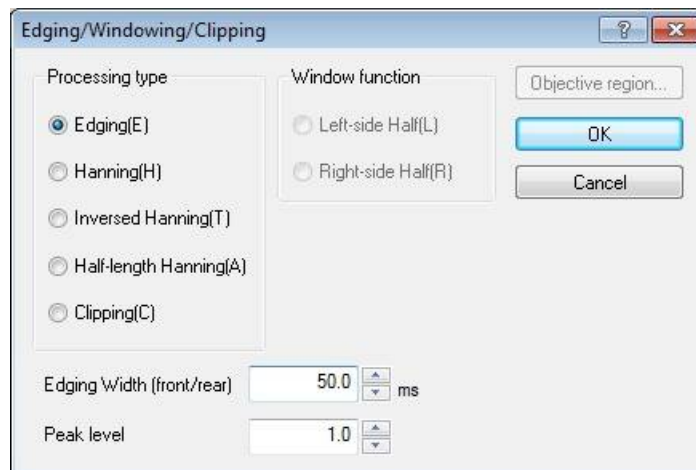 Edging/Windowing/Clipping
Processing type
Edging(E)
Hanning(H)
Inversed Hanning(T)
Half-length Hanning(A)
Clipping(C)
Window function
Left-side Half(L)
Right-side Half(R)
Objective region...
OK
Cancel
Edging Width (front/rear) 50.0 ms
Peak level 1.0